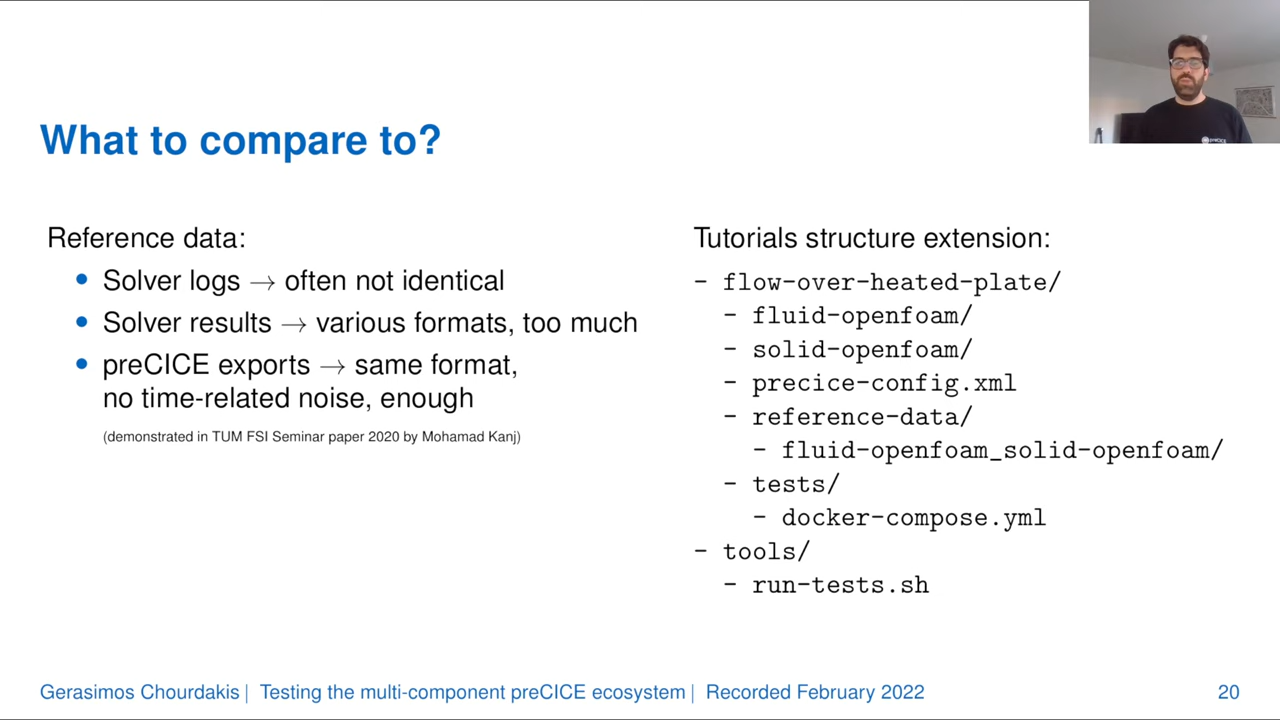 What to compare to?
Reference data:
• Solver logs → often not identical
• Solver results → various formats, too much
• preCICE exports → same format,
no time-related noise, enough
(demonstrated in TUM FSI Seminar paper 2020 by Mohamad Kanj)
Tutorials structure extension:
- flow-over-heated-plate/
- fluid-openfoam/
- solid-openfoam/
- precice-config.xml
- reference-data/
- fluid-openfoam_solid-openfoam/
- tests/
- docker-compose.yml
- tools/
- run-tests.sh
Gerasimos Chourdakis | Testing the multi-component preCICE ecosystem | Recorded February 2022
20